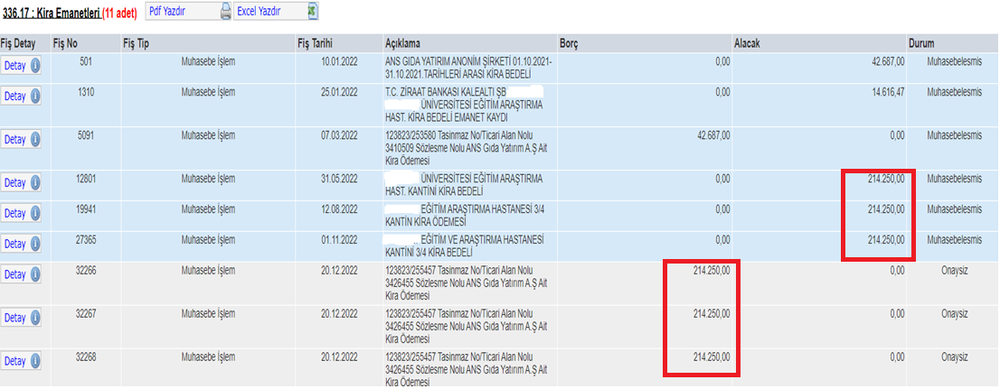 336.17 : Kira Emanetleri (11 adet) Pdf Yazdır Excel Yazdır
Fiş Detay Fiş No Fiş Tip Fiş Tarihi Açıklama Borç Alacak Durum
Detay 501 Muhasebe İşlem 10.01.2022 ANS GIDA YATIRIM ANONİM ŞİRKETİ 01.10.2021- 0,00 42.687,00 Muhasebelesmis
31.10.2021.TARİHLERİ ARASI KİRA BEDELİ
Detay 1310 Muhasebe İşlem 25.01.2022 T.C. ZİRAAT BANKASI KALEALTI ŞB 0,00 14.616,47 Muhasebelesmis
ÜNİVERSİTESİ EĞİTİM ARAŞTIRMA
HAST. KİRA BEDELİ EMANET KAYDI
Detay 5091 Muhasebe İşlem 07.03.2022 123823/253560 Tasinmaz No/Ticari Alan Nolu 42.687,00 0,00 Muhasebelesmis
3410509 Sözlesme Nolu ANS Gıda Yatırım A.Ş Ait
Kira Ödemesi
Detay 12801 Muhasebe İşlem 31.05.2022 ÜNİVERSİTESİ EĞİTİM ARAŞTIRMA 0,00 214.250,00 Muhasebelesmis
HAST. KANTİNİ KİRA BEDELİ
Detay 19941 Muhasebe İşlem 12.08.2022 EĞİTİM ARAŞTIRMA HASTANESİ 3/4 0,00 214.250,00 Muhasebelesmis
KANTİN KİRA ÖDEMESİ
Detay 27365 Muhasebe İşlem 01.11.2022 EĞİTİM VE ARAŞTIRMA HASTANESİ 0,00 214.250,00 Muhasebelesmis
KANTİNİ 3/4 KİRA BEDELİ
Detay 32266 Muhasebe İşlem 20.12.2022 123823/255457 Tasinmaz No/Ticari Alan Nolu 214.250,00 0,00 Onaysiz
3426455 Sözlesme Nolu ANS Gıda Yatırım A.Ş Ait
Kira Ödemesi
Detay 32267 Muhasebe İşlem 20.12.2022 123823/255457 Tasinmaz No/Ticari Alan Nolu 214.250,00 0,00 Onaysiz
3426455 Sözlesme Nolu ANS Gıda Yatırım A.Ş Ait
Kira Ödemesi
Detay 32268 Muhasebe İşlem 20.12.2022 123823/255457 Tasinmaz No/Ticari Alan Nolu 214.250,00 0,00 Onaysiz
3426455 Sözlesme Nolu ANS Gıda Yatırım A.Ş Ait
Kira Ödemesi